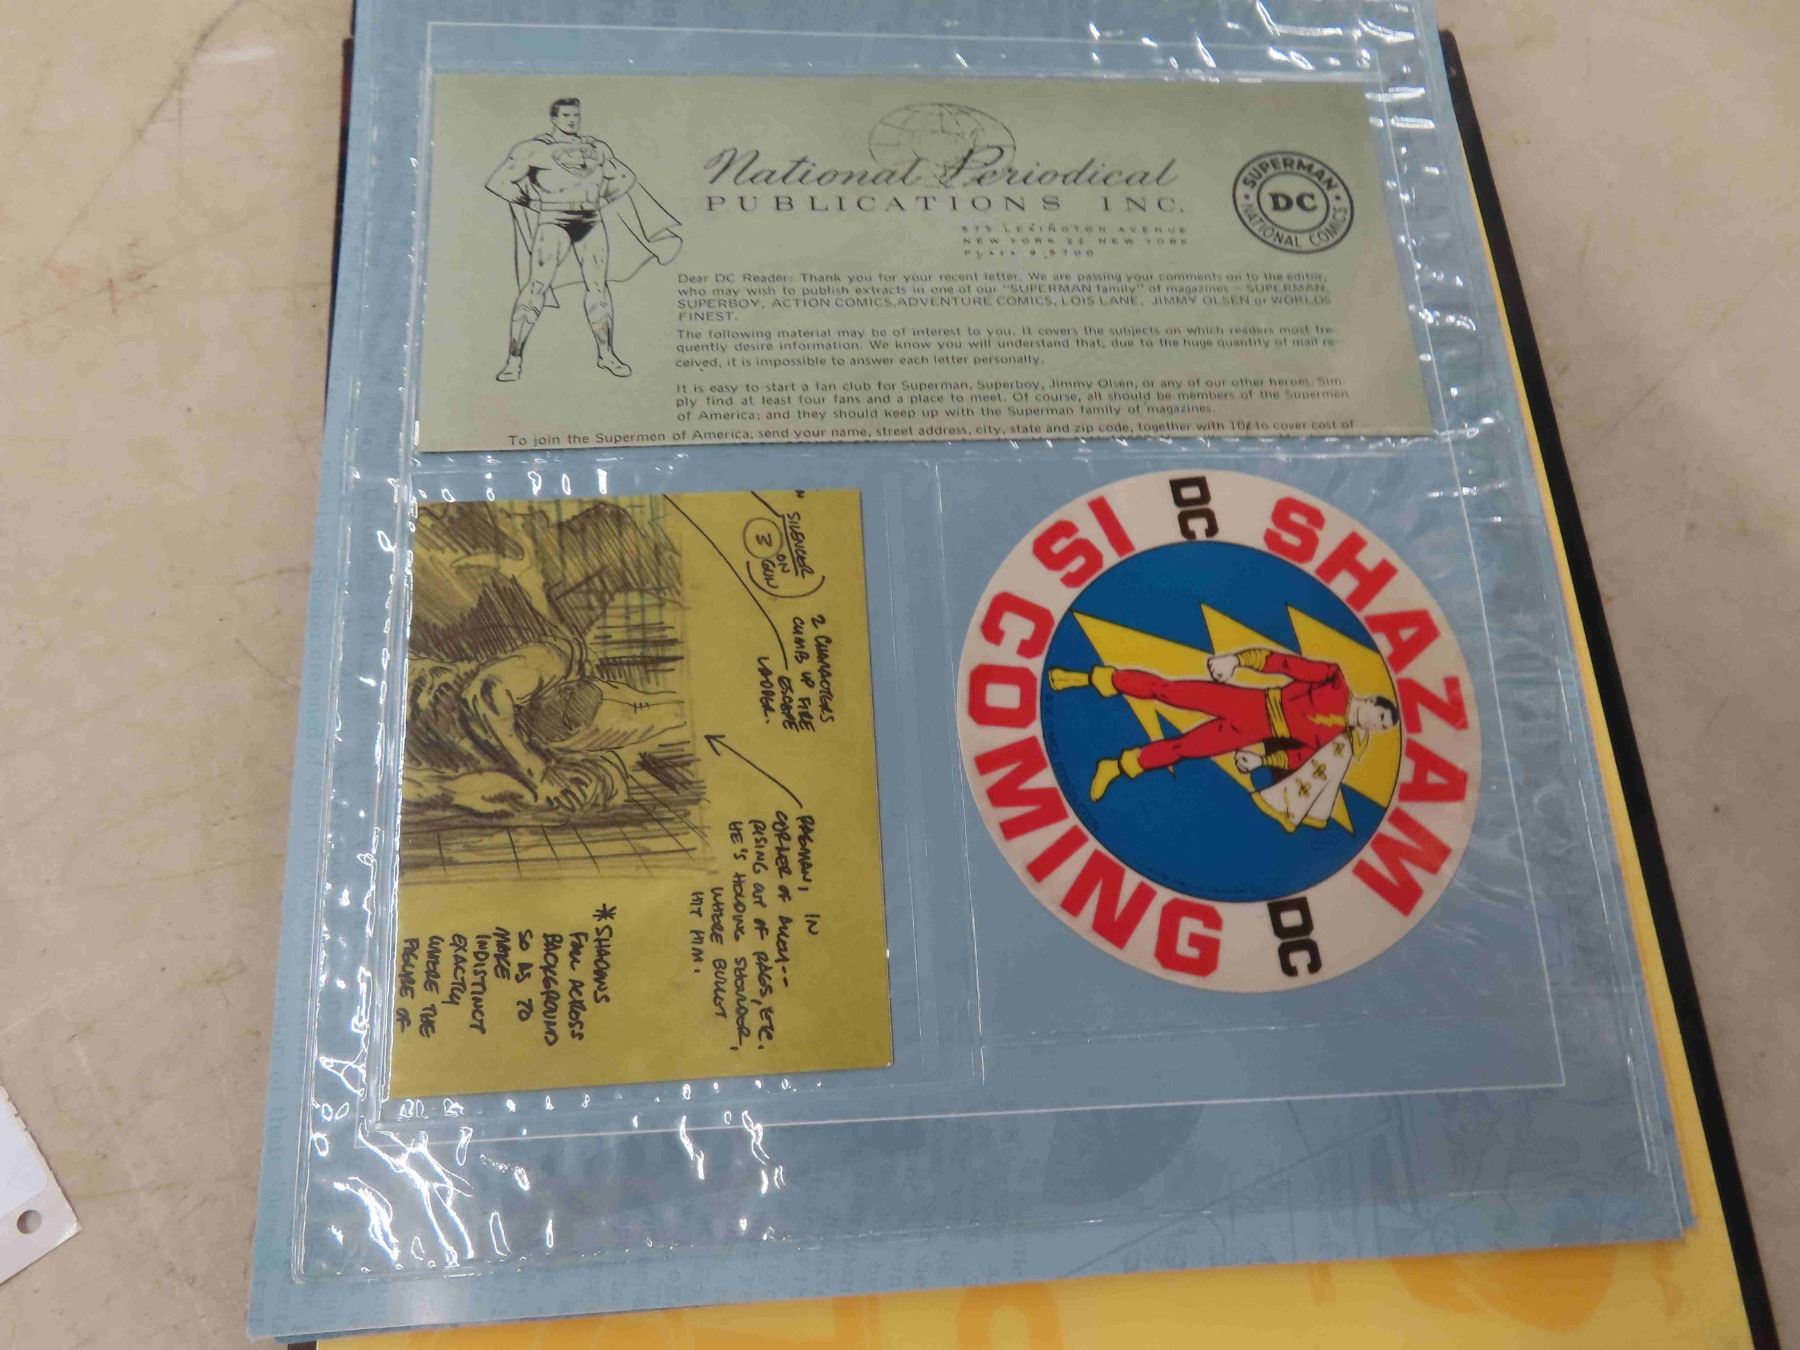 National Periodical
PUBLICATIONS INC.
575 LEXINGTON AVENUE
NEW YORK 22 NEW YORK
PLAZA 9-5700
SUPERMAN
DC
NATIONAL COMICS
Dear DC Reader: Thank you for your recent letter. We are passing your comments on to the editor,
who may wish to publish extracts in one of our "SUPERMAN family" of magazines — SUPERMAN,
SUPERBOY, ACTION COMICS, ADVENTURE COMICS, LOIS LANE, JIMMY OLSEN or WORLDS
FINEST.
The following material may be of interest to you. It covers the subjects on which readers most fre-
quently desire information. We know you will understand that, due to the huge quantity of mail re-
ceived, it is impossible to answer each letter personally.
It is easy to start a fan club for Superman, Superboy, Jimmy Olsen, or any of our other heroes. Sim-
ply find at least four fans and a place to meet. Of course, all should be members of the Supermen
of America; and they should keep up with the Superman family of magazines.
To join the Supermen of America, send your name, street address, city, state and zip code, together with 10¢ to cover cost of
SILENCER
ON
GUN)
3
2 CHARACTERS
CLIMB UP FIRE
ESCAPE
LADDER.
RAGMAN, IN
CORNER OF ALLEY--
RISING OUT OF RAGS, ETC.
HE'S HOLDING SHOULDER,
WHERE BULLET
HIT HIM.
*SHADOWS
FALL ACROSS
BACKGROUND
SO AS TO
MAKE
INDISTINCT
EXACTLY
WHERE THE
FIGURE OF
DC
SHAZAM
DC
IS COMING